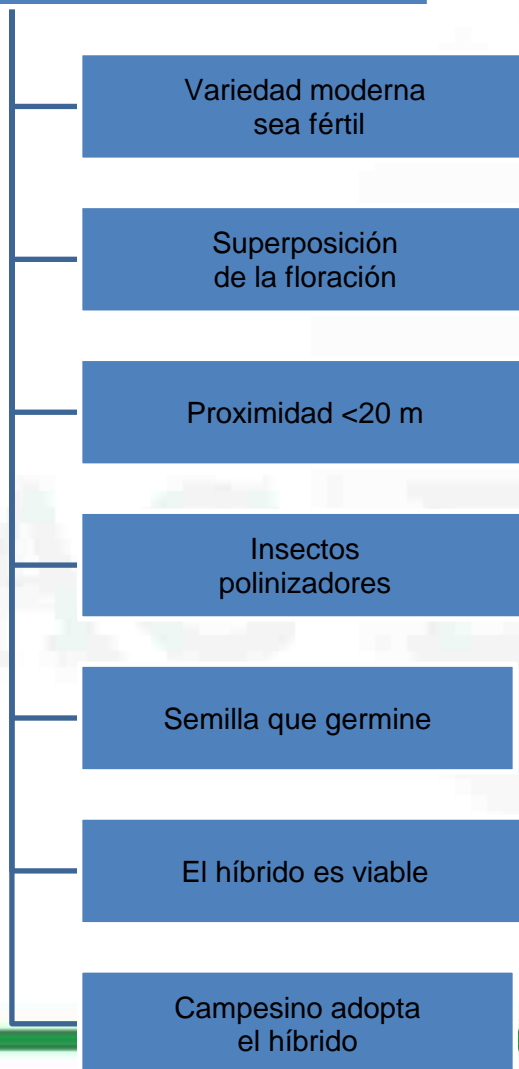 Variedad moderna
sea fértil
Superposición
de la floración
Proximidad <20 m
Insectos
polinizadores
Semilla que germine
El híbrido es viable
Campesino adopta
el híbrido